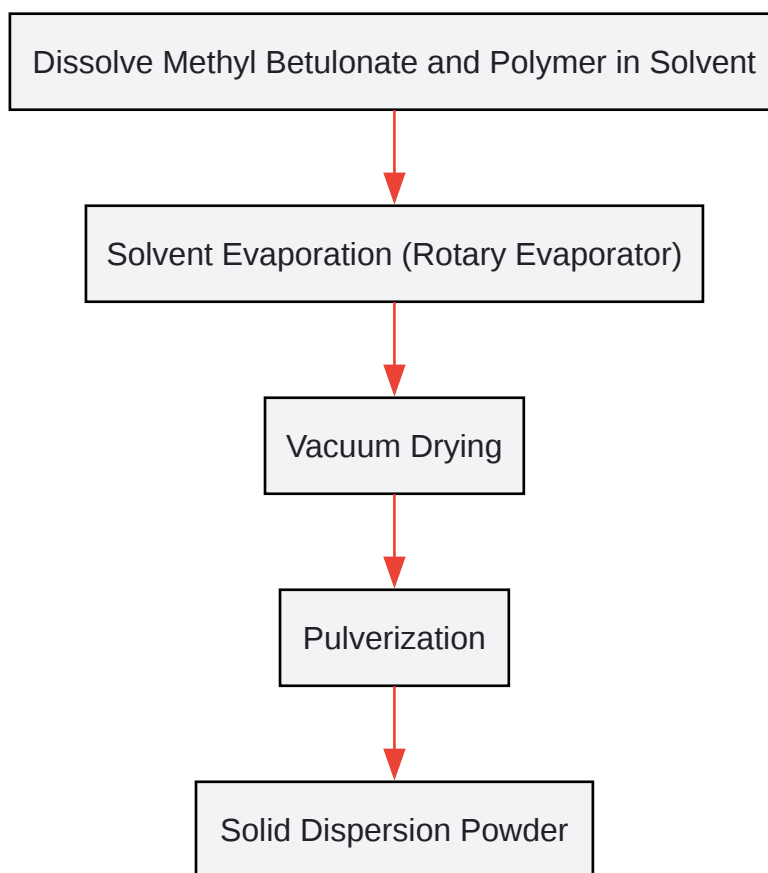 Dissolve Methyl Betulonate and Polymer in Solvent
Solvent Evaporation (Rotary Evaporator)
Vacuum Drying
Pulverization
Solid Dispersion Powder